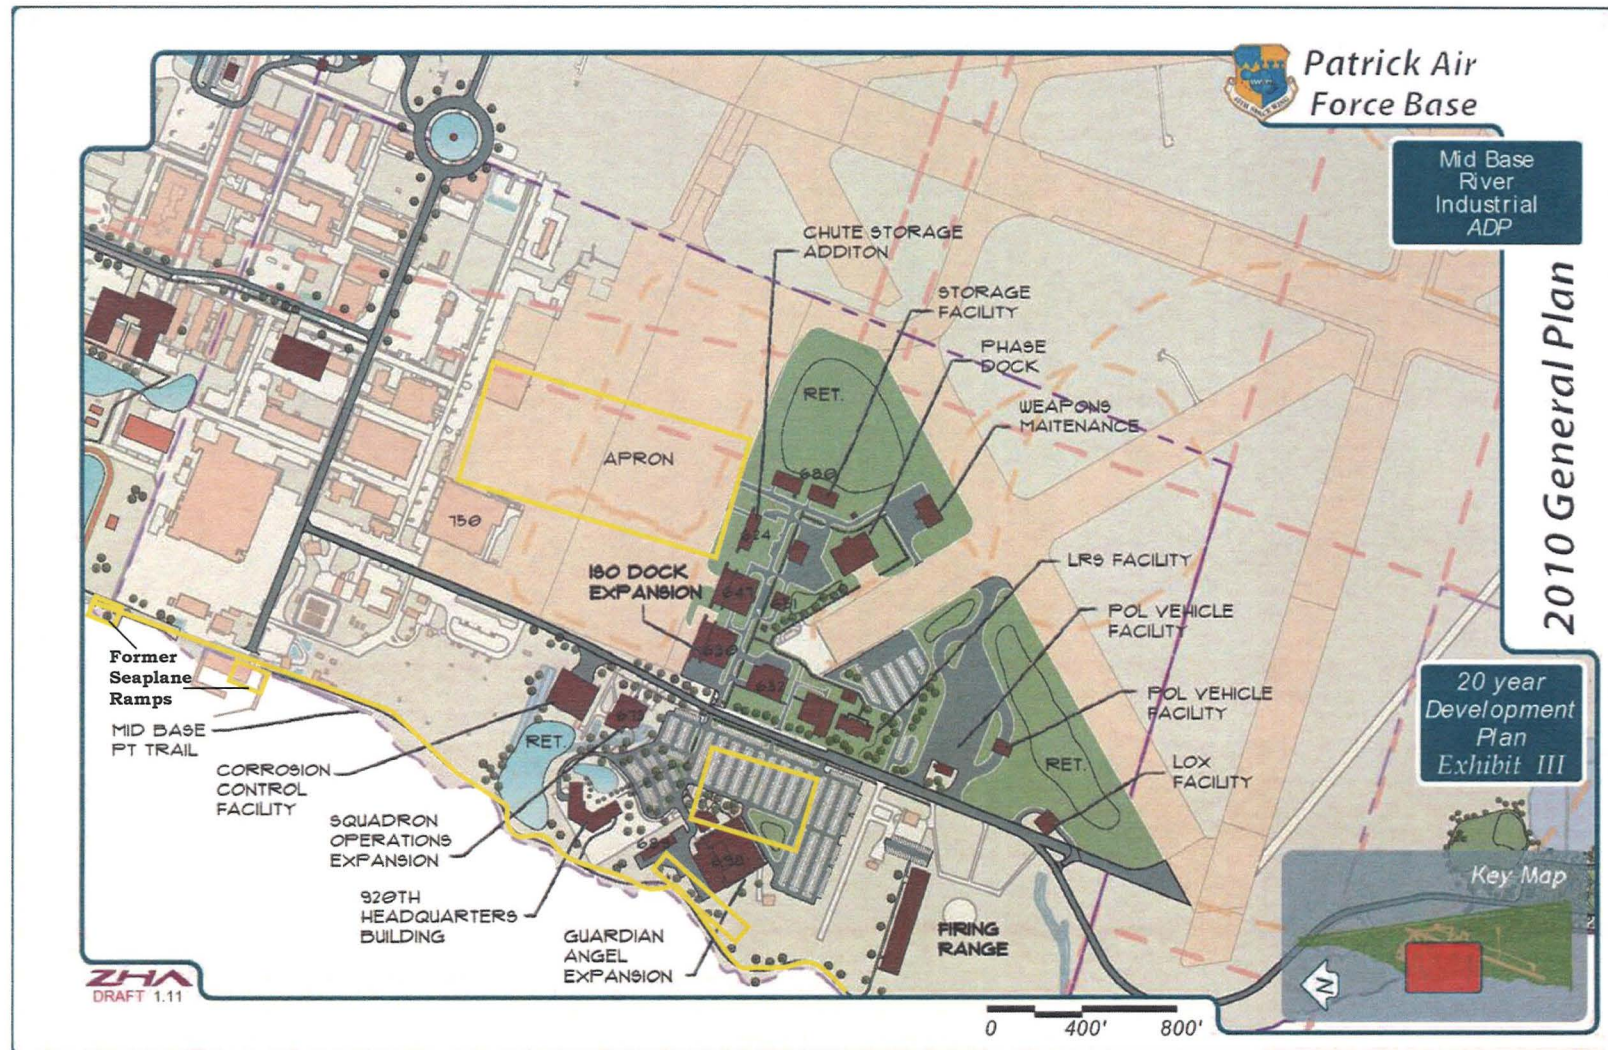 Patrick Air
Force Base
Mid Base
River
Industrial
ADP
2010 General Plan
CHUTE STORAGE
ADDITON
STORAGE
FACILITY
PHASE
DOCK
WEAPONS
MAITENANCE
RET.
APRON
680
750
624
ISO DOCK
EXPANSION
647
630
632
LRS FACILITY
POL VEHICLE
FACILITY
POL VEHICLE
FACILITY
RET.
LOX
FACILITY
20 year
Development
Plan
Exhibit III
Former
Seaplane
Ramps
MID BASE
PT TRAIL
RET.
CORROSION
CONTROL
FACILITY
SQUADRON
OPERATIONS
EXPANSION
698
920TH
HEADQUARTERS
BUILDING
GUARDIAN
ANGEL
EXPANSION
FIRING
RANGE
Key Map
N
ZHA
DRAFT 1.11
0 400' 800'